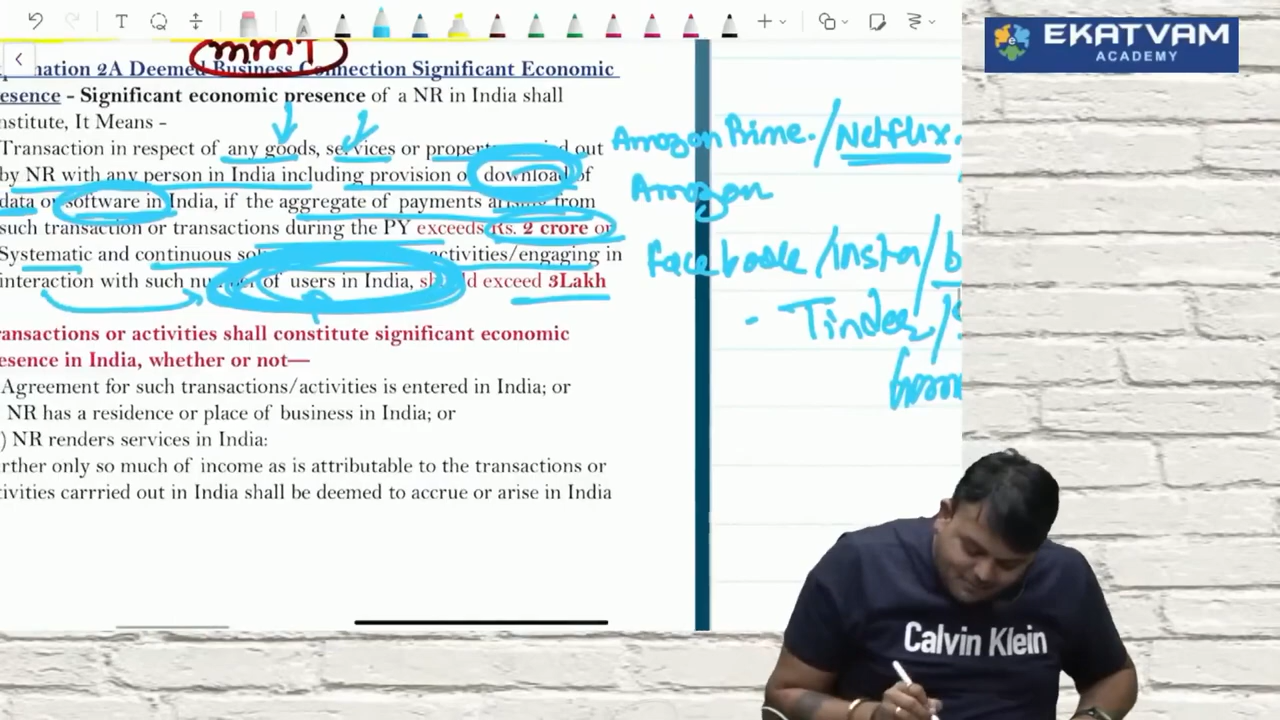 EKATVAM
ACADEMY
MMT
planation 2A Deemed Business Connection Significant Economic
esence - Significant economic presence of a NR in India shall
nstitute, It Means -
Transaction in respect of any goods, services or out
by NR with any person in India including provision of download of
data or software in India, if the aggregate of payments arising from
such transaction or transactions during the PY exceeds Rs. 2 crore or
Systematic and continuous activities/engaging in
interaction with such number of users in India, should exceed 3Lakh
ransactions or activities shall constitute significant economic
esence in India, whether or not—
Agreement for such transactions/activities is entered in India; or
NR has a residence or place of business in India; or
) NR renders services in India:
rther only so much of income as is attributable to the transactions or
tivities carrried out in India shall be deemed to accrue or arise in India
Amazon Prime. / Netflix
Amazon
Facebook / Insta /
- Tinder /
Calvin Klein